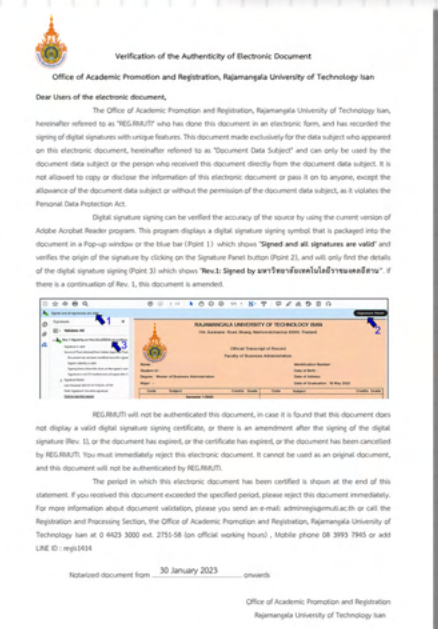 Verification of the Authenticity of Electronic Document
Office of Academic Promotion and Registration, Rajamangala University of Technology Isan
Dear Users of the electronic document,
The Office of Academic Promotion and Registration, Rajamangala University of Technology Isan,
hereinafter referred to as "REG.RMUTI" who has done this document in an electronic form, and has recorded the
signing of digital signatures with unique features. This document made exclusively for the data subject who appeared
on this electronic document, hereinafter referred to as "Document Data Subject" and can only be used by the
document data subject or the person who received this document directly from the document data subject. It is
not allowed to copy or disclose the information of this electronic document or pass it on to anyone, except the
allowance of the document data subject or without the permission of the document data subject, as it violates the
Personal Data Protection Act.
Digital signature signing can be verified the accuracy of the source by using the current version of
Adobe Acrobat Reader program. This program displays a digital signature signing symbol that is packaged into the
document in a Pop-up window or the blue bar (Point 1) which shows "Signed and all signatures are valid" and
verifies the origin of the signature by clicking on the Signature Panel button (Point 2), and will only find the details
of the digital signature signing (Point 3) which shows "Rev.1: Signed by มหาวิทยาลัยเทคโนโลยีราชมงคลอีสาน". if
there is a continuation of Rev. 1, this document is amended.
1
2
3
RAJAMANGALA UNIVERSITY OF TECHNOLOGY ISAN
Official Transcript of Record
Faculty of Business Administration
REG.RMUTI will not be authenticated this document, in case it is found that this document does
not display a valid digital signature signing certificate, or there is an amendment after the signing of the digital
signature (Rev. 1), or the document has expired, or the certificate has expired, or the document has been cancelled
by REG.RMUTI. You must immediately reject this electronic document. It cannot be used as an original document,
and this document will not be authenticated by REG.RMUTI.
The period in which this electronic document has been certified is shown at the end of this
statement. If you received this document exceeded the specified period, please reject this document immediately.
For more information about document validation, please you send an e-mail: adminregis@rmuti.ac.th or call the
Registration and Processing Section, the Office of Academic Promotion and Registration, Rajamangala University of
Technology Isan at 0 4423 3000 ext. 2751-58 (on official working hours) , Mobile phone 08 3993 7945 or add
LINE ID : regis1414
Notarized document from 30 January 2023 onwards
Office of Academic Promotion and Registration
Rajamangala University of Technology Isan